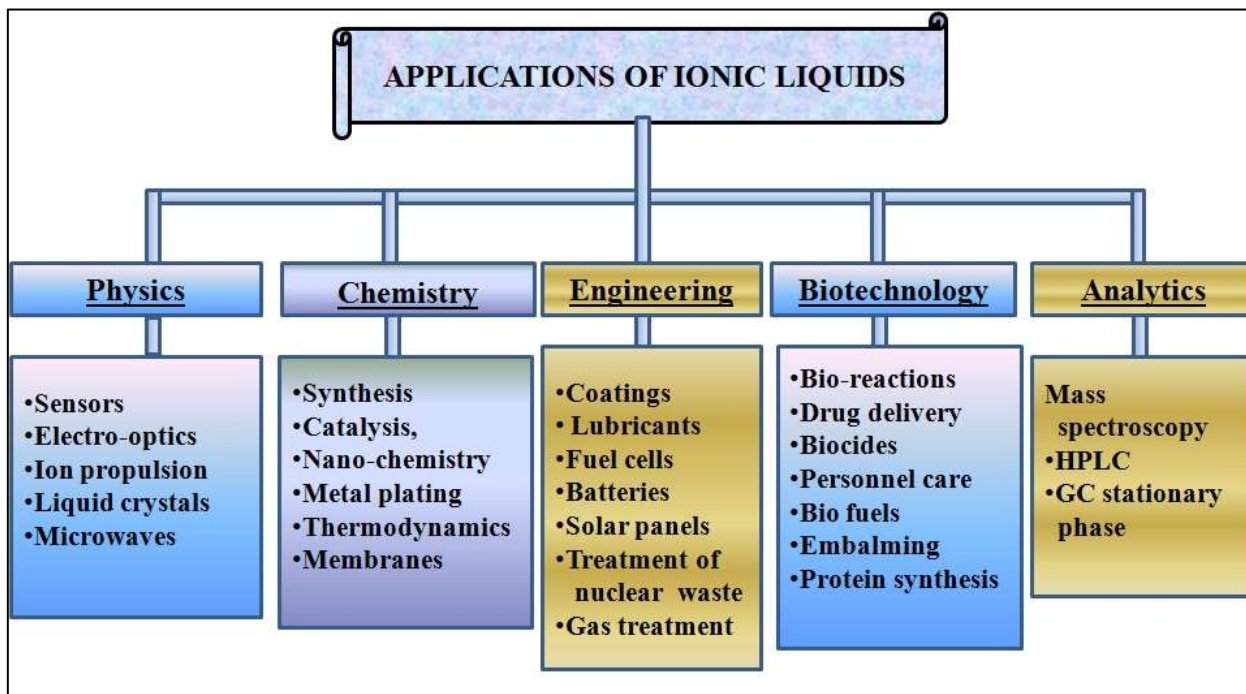 APPLICATIONS OF IONIC LIQUIDS
Physics
•Sensors
•Electro-optics
•Ion propulsion
•Liquid crystals
•Microwaves
Chemistry
•Synthesis
•Catalysis,
•Nano-chemistry
•Metal plating
•Thermodynamics
•Membranes
Engineering
•Coatings
• Lubricants
•Fuel cells
•Batteries
•Solar panels
•Treatment of
nuclear waste
•Gas treatment
Biotechnology
•Bio-reactions
•Drug delivery
•Biocides
•Personnel care
•Bio fuels
•Embalming
•Protein synthesis
Analytics
Mass
spectroscopy
•HPLC
•GC stationary
phase